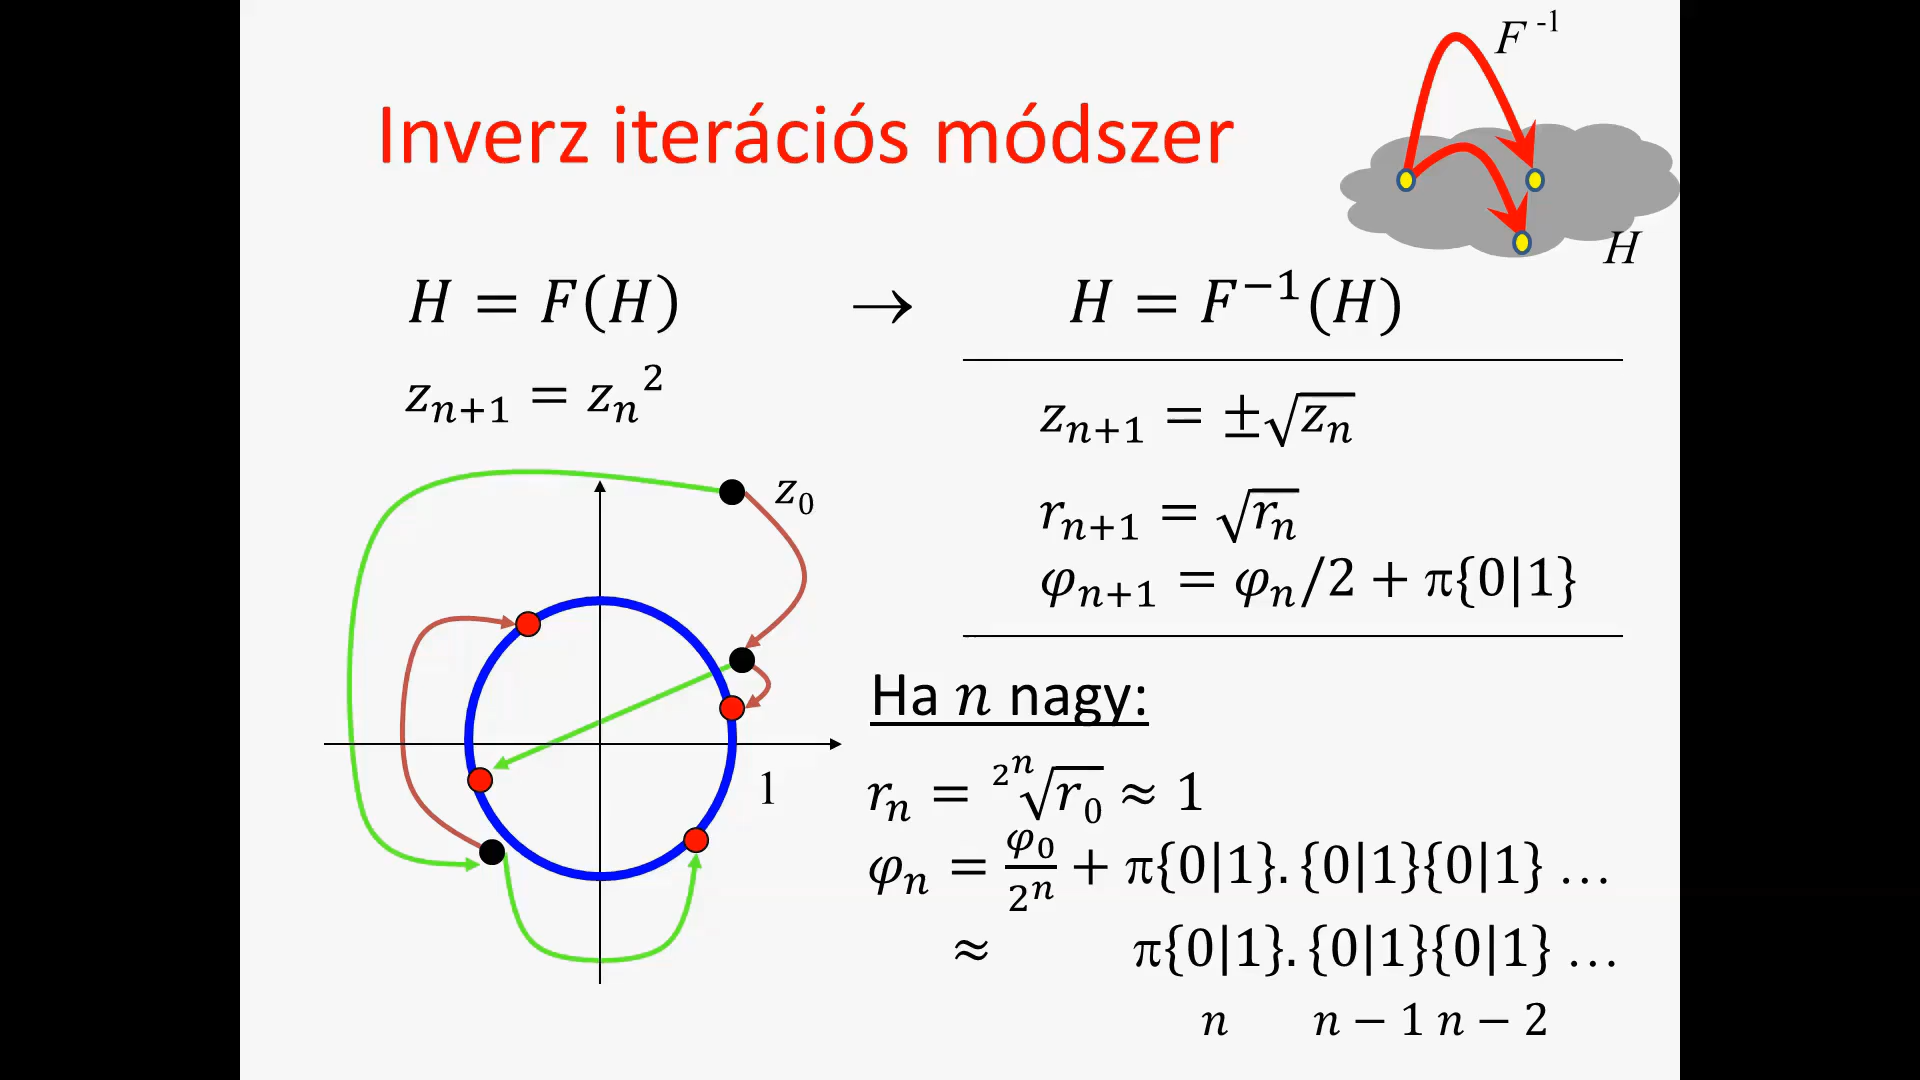 F⁻¹
Inverz iterációs módszer
H
H = F(H) → H = F⁻¹(H)
zₙ₊₁ = zₙ²
zₙ₊₁ = ±√zₙ
z₀
rₙ₊₁ = √rₙ
φₙ₊₁ = φₙ/2 + π{0|1}
Ha n nagy:
1
rₙ = ^{2^n}√r₀ ≈ 1
φₙ = φ₀/2ⁿ + π{0|1}. {0|1}{0|1} …
≈ π{0|1}. {0|1}{0|1} …
n n − 1 n − 2